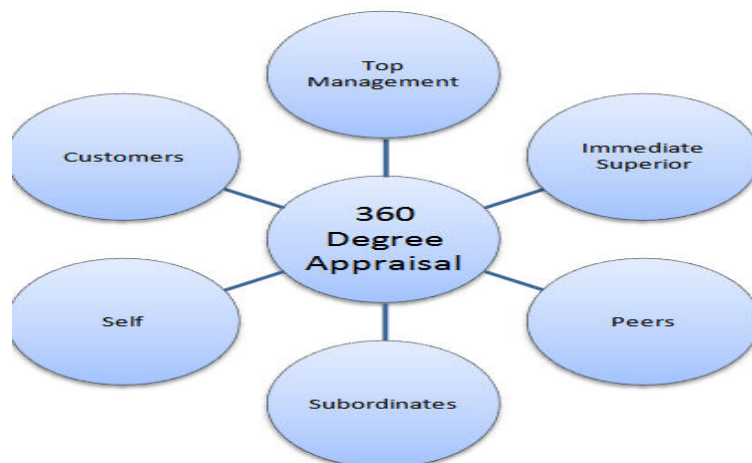 Top
Management
Customers
Immediate
Superior
360
Degree
Appraisal
Self
Peers
Subordinates